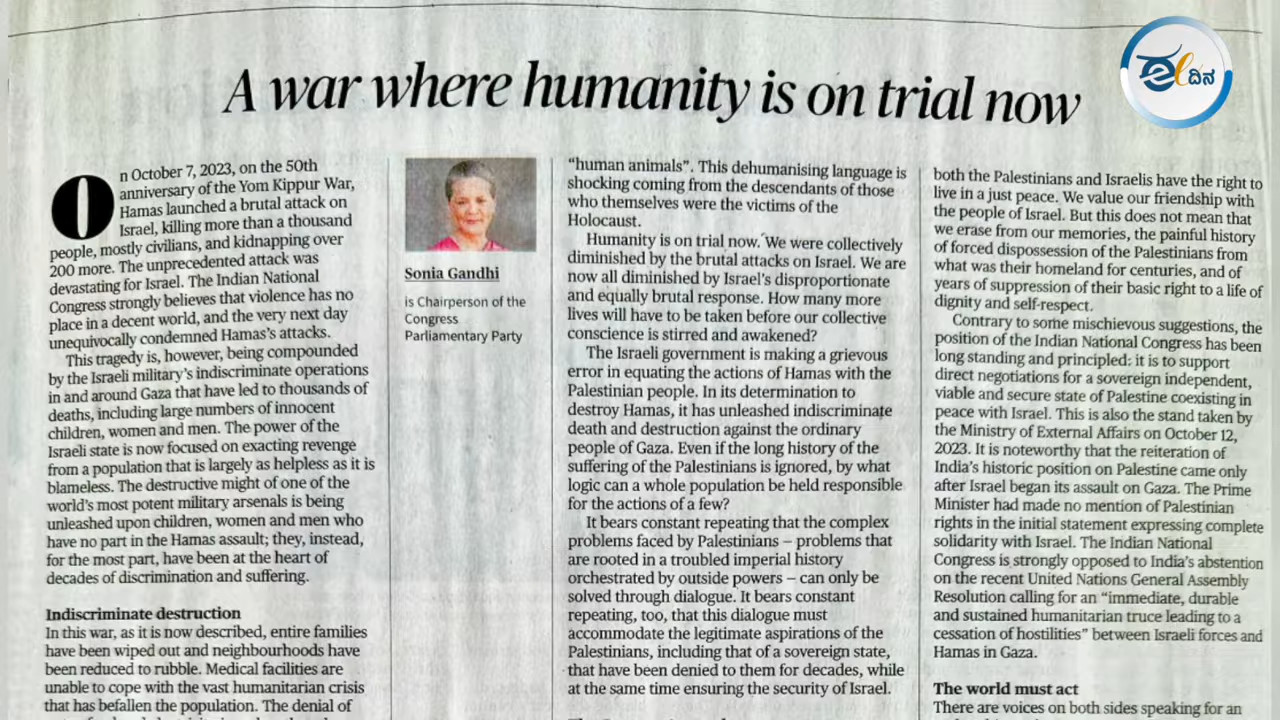 A war where humanity is on trial now
eದಿನ
On October 7, 2023, on the 50th
anniversary of the Yom Kippur War,
Hamas launched a brutal attack on
Israel, killing more than a thousand
people, mostly civilians, and kidnapping over
200 more. The unprecedented attack was
devastating for Israel. The Indian National
Congress strongly believes that violence has no
place in a decent world, and the very next day
unequivocally condemned Hamas's attacks.
This tragedy is, however, being compounded
by the Israeli military's indiscriminate operations
in and around Gaza that have led to thousands of
deaths, including large numbers of innocent
children, women and men. The power of the
Israeli state is now focused on exacting revenge
from a population that is largely as helpless as it is
blameless. The destructive might of one of the
world's most potent military arsenals is being
unleashed upon children, women and men who
have no part in the Hamas assault; they, instead,
for the most part, have been at the heart of
decades of discrimination and suffering.
Indiscriminate destruction
In this war, as it is now described, entire families
have been wiped out and neighbourhoods have
been reduced to rubble. Medical facilities are
unable to cope with the vast humanitarian crisis
that has befallen the population. The denial of
Sonia Gandhi
is Chairperson of the
Congress
Parliamentary Party
“human animals”. This dehumanising language is
shocking coming from the descendants of those
who themselves were the victims of the
Holocaust.
Humanity is on trial now. We were collectively
diminished by the brutal attacks on Israel. We are
now all diminished by Israel's disproportionate
and equally brutal response. How many more
lives will have to be taken before our collective
conscience is stirred and awakened?
The Israeli government is making a grievous
error in equating the actions of Hamas with the
Palestinian people. In its determination to
destroy Hamas, it has unleashed indiscriminate
death and destruction against the ordinary
people of Gaza. Even if the long history of the
suffering of the Palestinians is ignored, by what
logic can a whole population be held responsible
for the actions of a few?
It bears constant repeating that the complex
problems faced by Palestinians – problems that
are rooted in a troubled imperial history
orchestrated by outside powers – can only be
solved through dialogue. It bears constant
repeating, too, that this dialogue must
accommodate the legitimate aspirations of the
Palestinians, including that of a sovereign state,
that have been denied to them for decades, while
at the same time ensuring the security of Israel.
both the Palestinians and Israelis have the right to
live in a just peace. We value our friendship with
the people of Israel. But this does not mean that
we erase from our memories, the painful history
of forced dispossession of the Palestinians from
what was their homeland for centuries, and of
years of suppression of their basic right to a life of
dignity and self-respect.
Contrary to some mischievous suggestions, the
position of the Indian National Congress has been
long standing and principled: it is to support
direct negotiations for a sovereign independent,
viable and secure state of Palestine coexisting in
peace with Israel. This is also the stand taken by
the Ministry of External Affairs on October 12,
2023. It is noteworthy that the reiteration of
India's historic position on Palestine came only
after Israel began its assault on Gaza. The Prime
Minister had made no mention of Palestinian
rights in the initial statement expressing complete
solidarity with Israel. The Indian National
Congress is strongly opposed to India's abstention
on the recent United Nations General Assembly
Resolution calling for an “immediate, durable
and sustained humanitarian truce leading to a
cessation of hostilities” between Israeli forces and
Hamas in Gaza.
The world must act
There are voices on both sides speaking for an